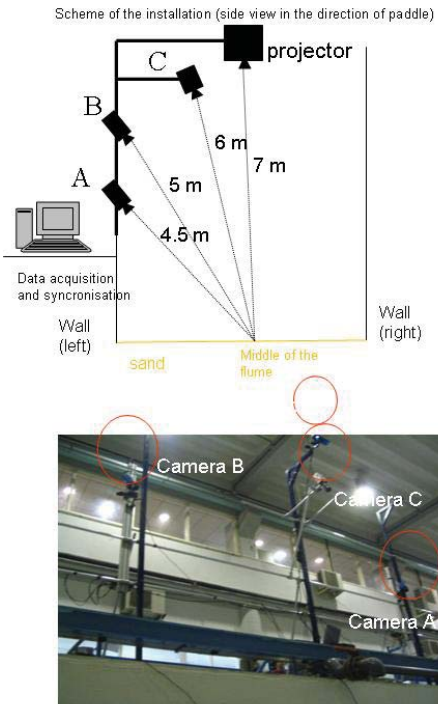 Scheme of the installation (side view in the direction of paddle)
projector
C
B
6 m
7 m
A
5 m
4.5 m
Data acquisition
and syncronisation
Wall
(left)
Wall
(right)
sand
Middle of the
flume
Camera B
Camera C
Camera A